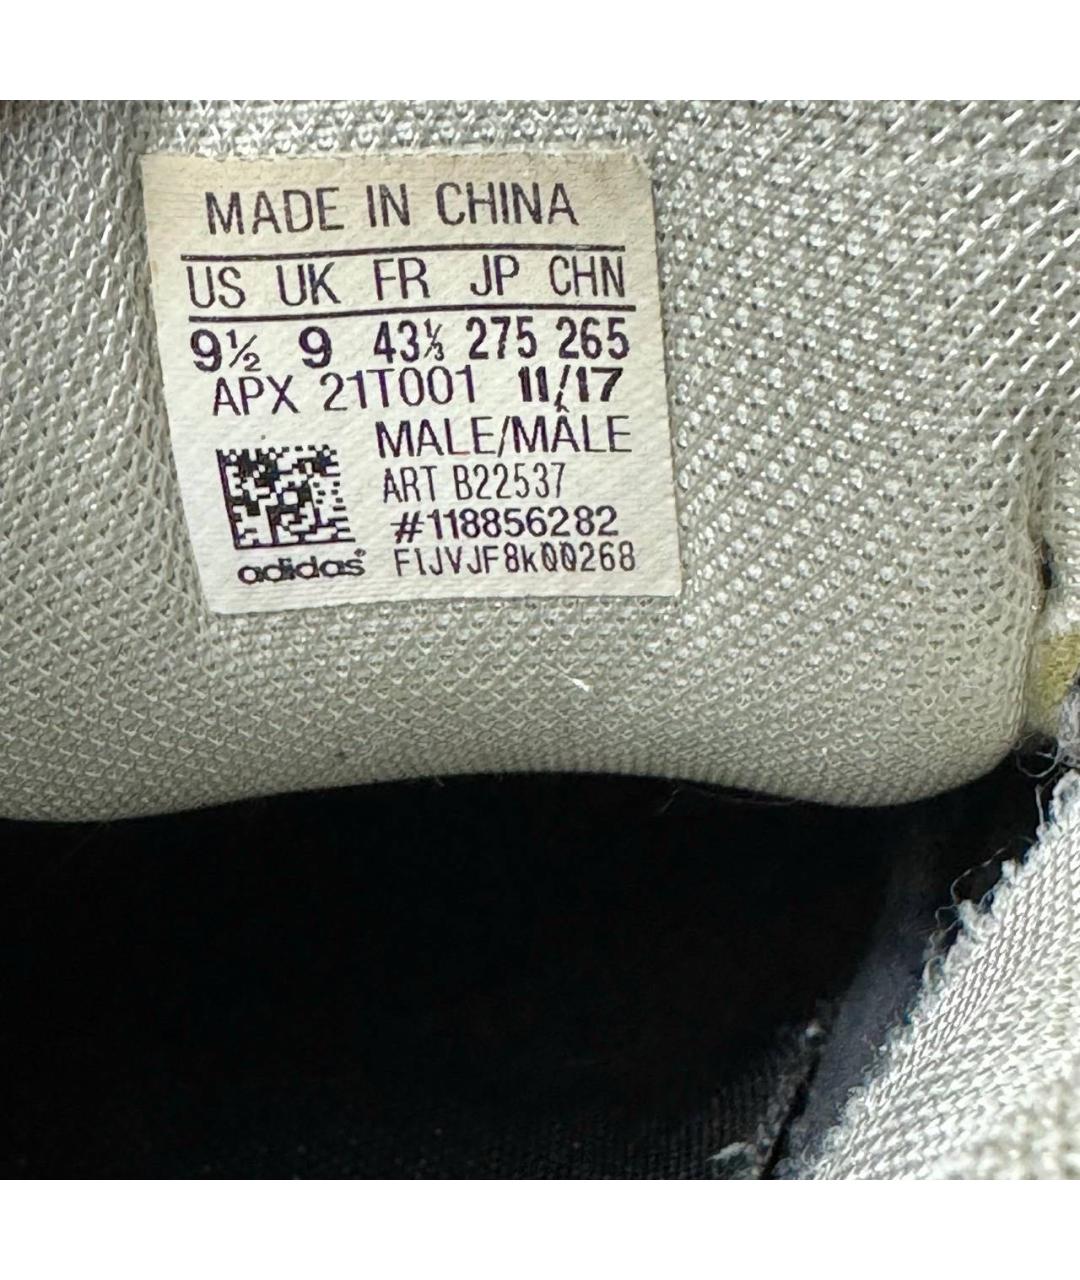 MADE IN CHINA
US UK FR JP CHN
9½ 9 43⅓ 275 265
APX 21T001 11/17
MALE/MÂLE
ART B22537
#118856282
adidas® F1JVJF8K00268